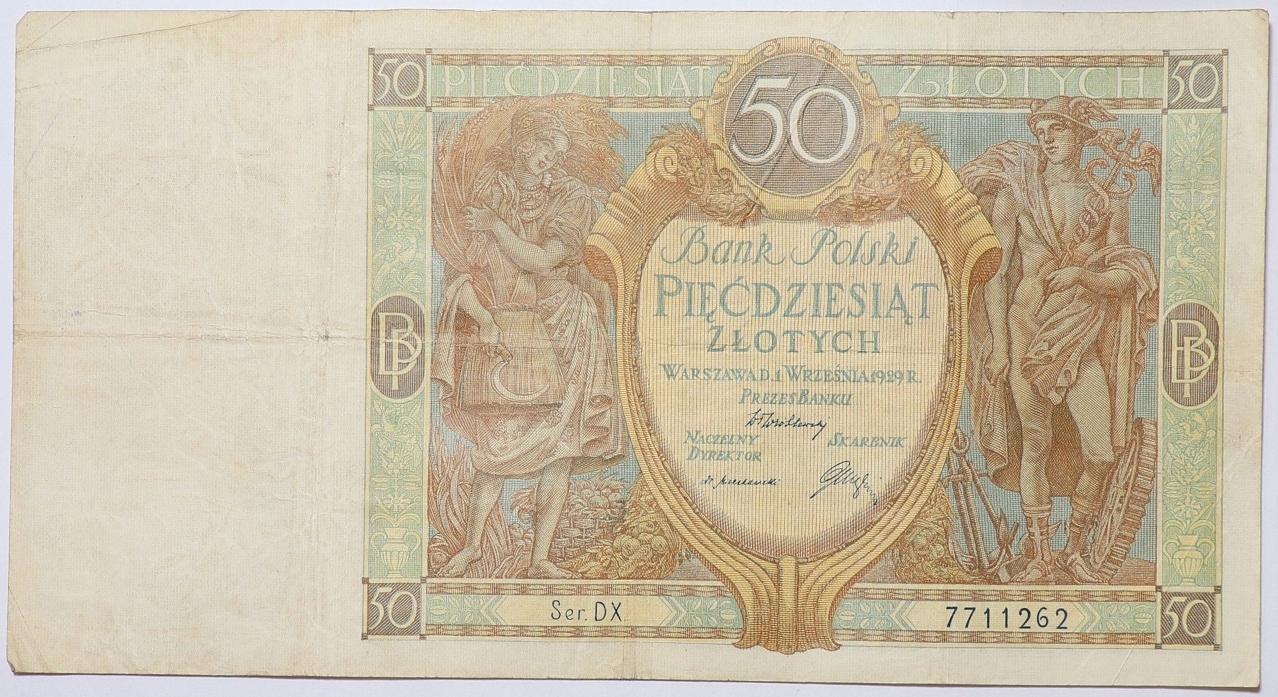 50 PIĘĆDZIESIĄT ZŁOTYCH 50
50
Bank Polski
PIĘĆDZIESIĄT
ZŁOTYCH
WARSZAWA D. 1 WRZEŚNIA 1929 R.
PREZES BANKU
NACZELNY SKARBNIK
DYREKTOR
BP BP
50 Ser. DX 7711262 50